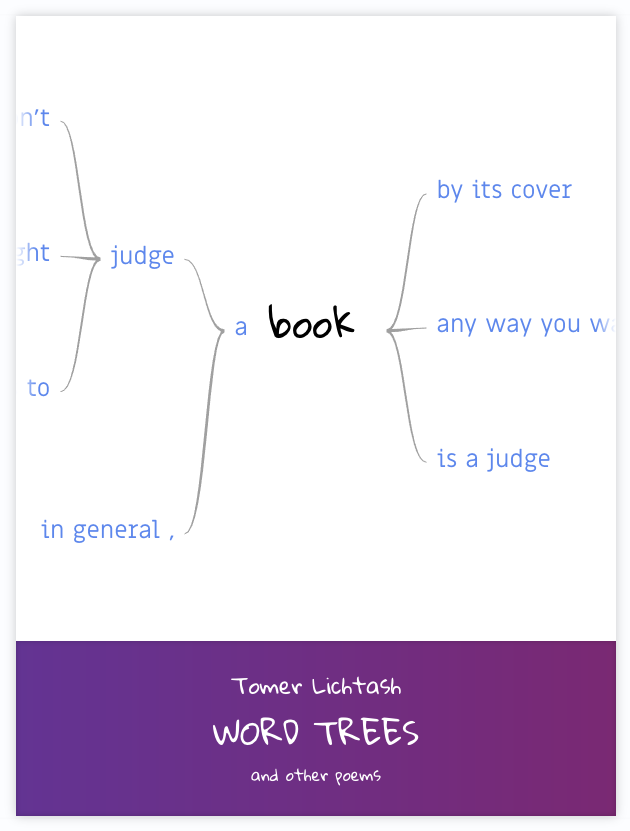 n't
by its cover
ght
judge
a book
any way you w
to
is a judge
in general ,
Tomer Lichtash
WORD TREES
and other poems